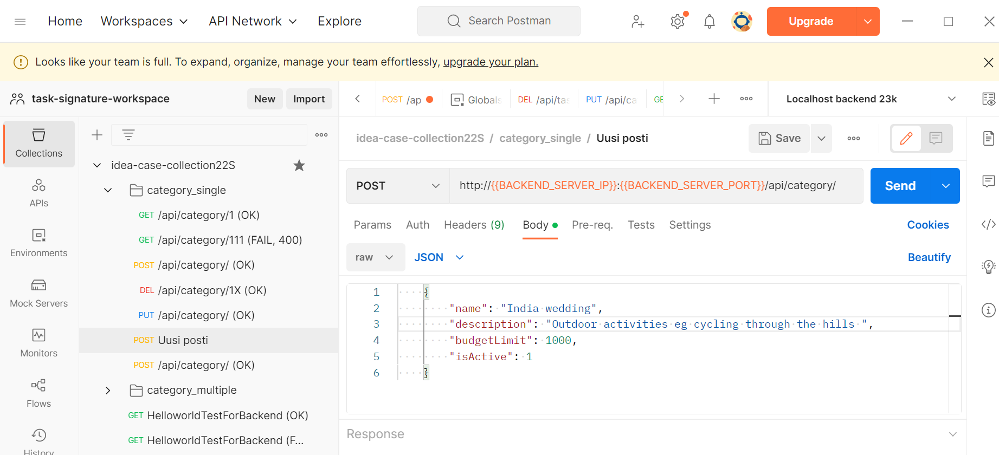 Home Workspaces API Network Explore Search Postman Upgrade
Looks like your team is full. To expand, organize, manage your team effortlessly, upgrade your plan.
task-signature-workspace New Import
POST /ap Globals DEL /api/tas PUT /api/ca GE Localhost backend 23k
Collections
APIs
Environments
Mock Servers
Monitors
Flows
History
idea-case-collection22S
category_single
GET /api/category/1 (OK)
GET /api/category/111 (FAIL, 400)
POST /api/category/ (OK)
DEL /api/category/1X (OK)
PUT /api/category/ (OK)
POST Uusi posti
POST /api/category/ (OK)
category_multiple
GET HelloworldTestForBackend (OK)
GET HelloworldTestForBackend (F...
idea-case-collection22S / category_single / Uusi posti Save
POST http://{{BACKEND_SERVER_IP}}:{{BACKEND_SERVER_PORT}}/api/category/ Send
Params Auth Headers (9) Body Pre-req. Tests Settings Cookies
raw JSON Beautify
1 {
2 "name": "India wedding",
3 "description": "Outdoor activities eg cycling through the hills ",
4 "budgetLimit": 1000,
5 "isActive": 1
6 }
Response